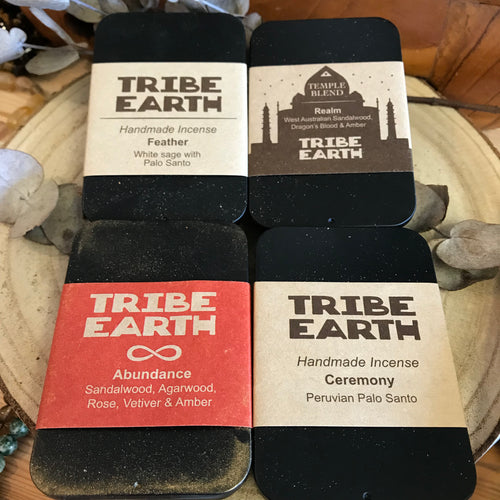 TRIBE
EARTH
Handmade Incense
Feather
White sage with
Palo Santo
TEMPLE
BLEND
Realm
West Australian Sandalwood,
Dragon's Blood & Amber
TRIBE
EARTH
TRIBE
EARTH
Abundance
Sandalwood, Agarwood,
Rose, Vetiver & Amber
TRIBE
EARTH
Handmade Incense
Ceremony
Peruvian Palo Santo